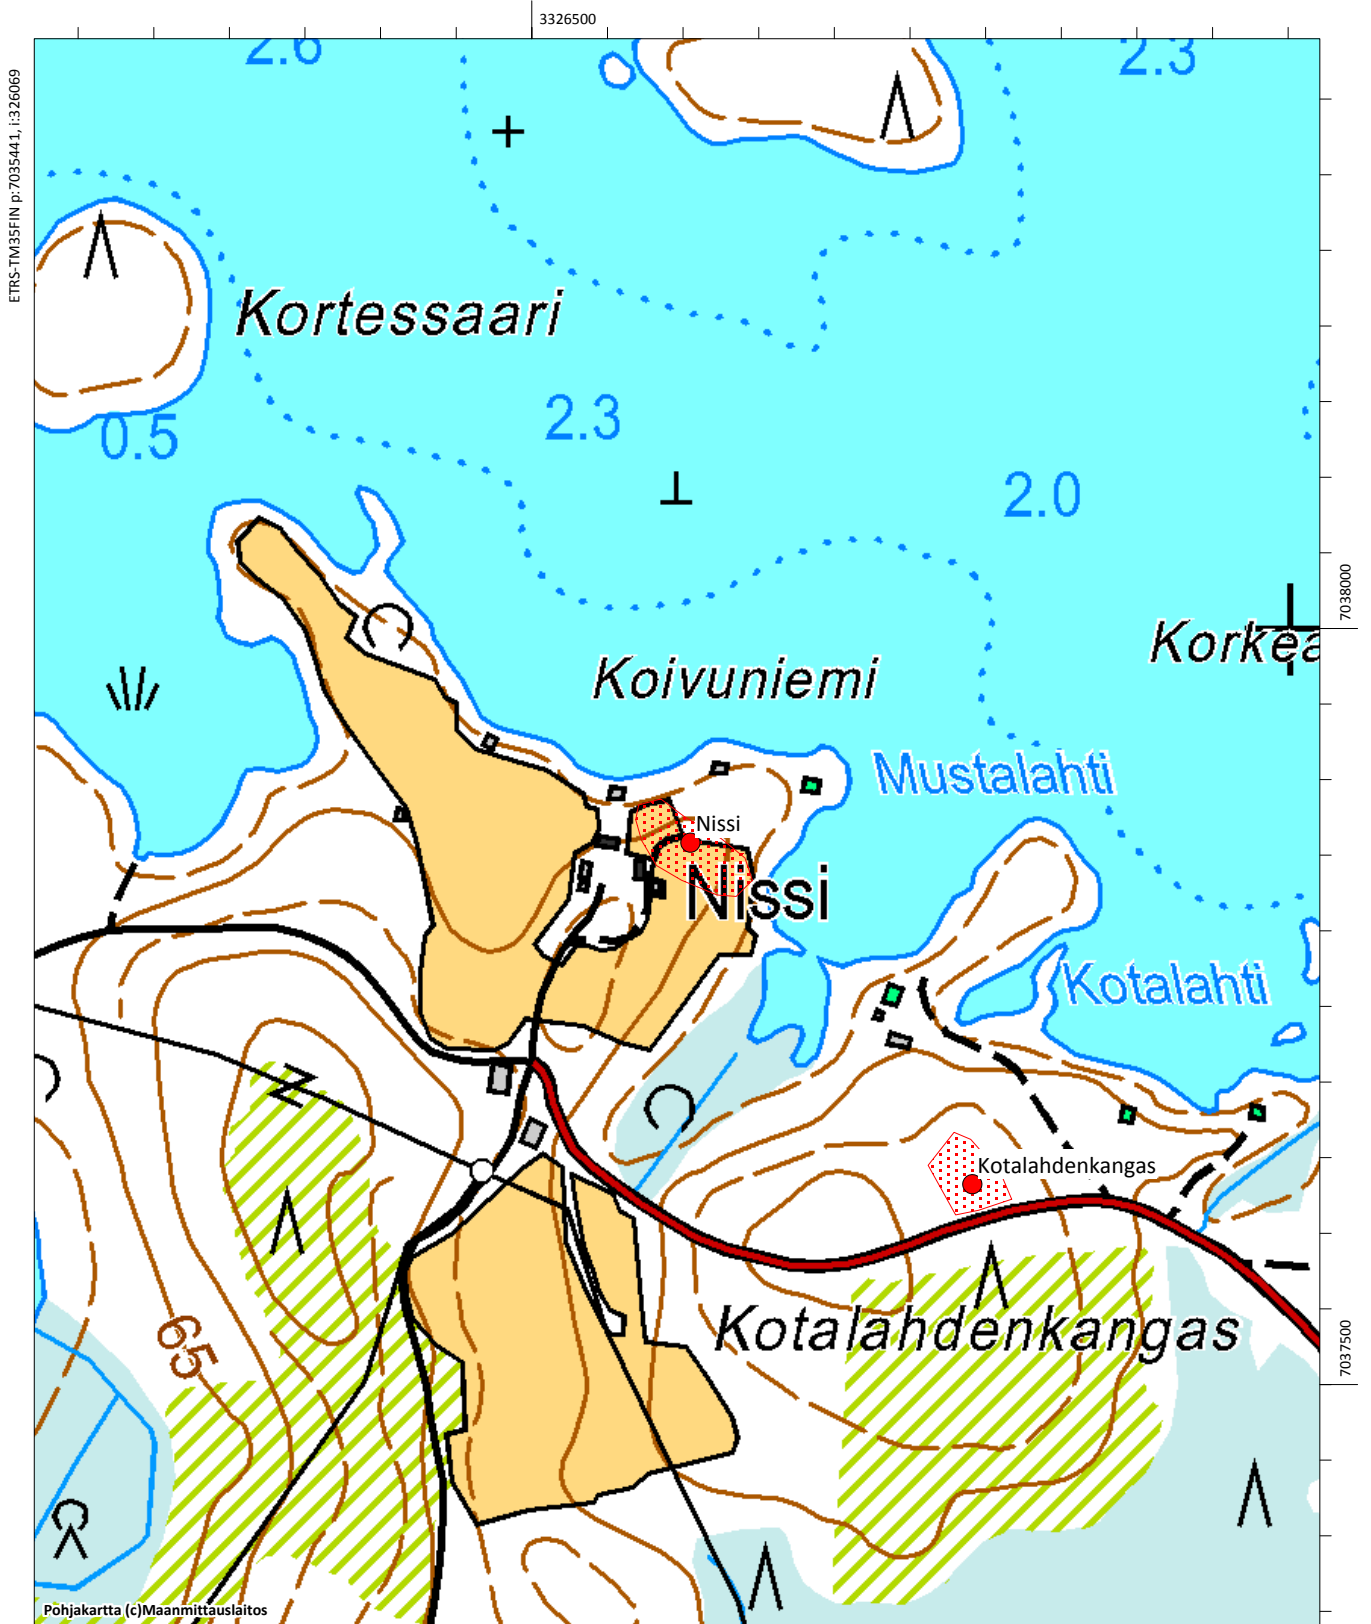 3326500
ETRS-TM35FIN p:7035441, i:326069
2.6
2.3
Kortessaari
2.3
0.5
2.0
7038000
Korkea
Koivuniemi
Mustalahti
Nissi
Nissi
Kotalahti
Kotalahdenkangas
Kotalahdenkangas
65
7037500
Pohjakartta (c)Maanmittauslaitos